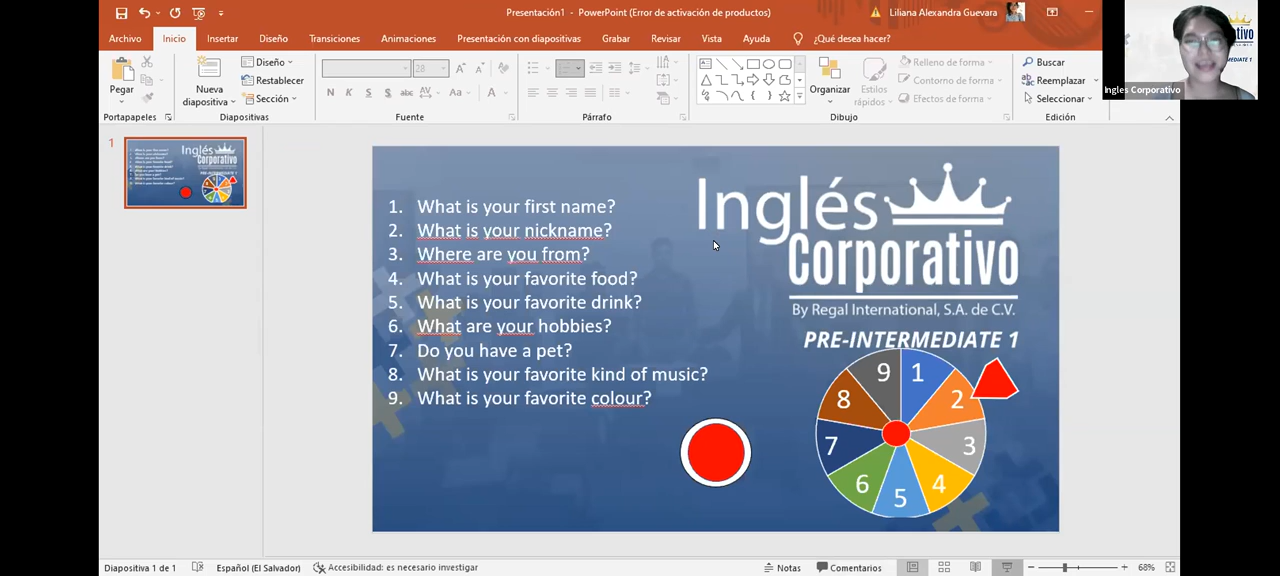 Presentación1 - PowerPoint (Error de activación de productos)
Liliana Alexandra Guevara
Archivo Inicio Insertar Diseño Transiciones Animaciones Presentación con diapositivas Grabar Revisar Vista Ayuda ¿Qué desea hacer?
Pegar
Nueva diapositiva
Diseño
Restablecer
Sección
28
N K S S abc AV Aa A
Organizar
Estilos rápidos
Relleno de forma
Contorno de forma
Efectos de forma
Buscar
Reemplazar
Seleccionar
Portapapeles Diapositivas Fuente Párrafo Dibujo Edición
Ingles Corporativo
1
1. What is your first name?
2. What is your nickname?
3. Where are you from?
4. What is your favorite food?
5. What is your favorite drink?
6. What are your hobbies?
7. Do you have a pet?
8. What is your favorite kind of music?
9. What is your favorite colour?
Inglés
Corporativo
By Regal International, S.A. de C.V.
PRE-INTERMEDIATE 1
1
2
3
4
5
6
7
8
9
Diapositiva 1 de 1 Español (El Salvador) Accesibilidad: es necesario investigar Notas Comentarios 68%